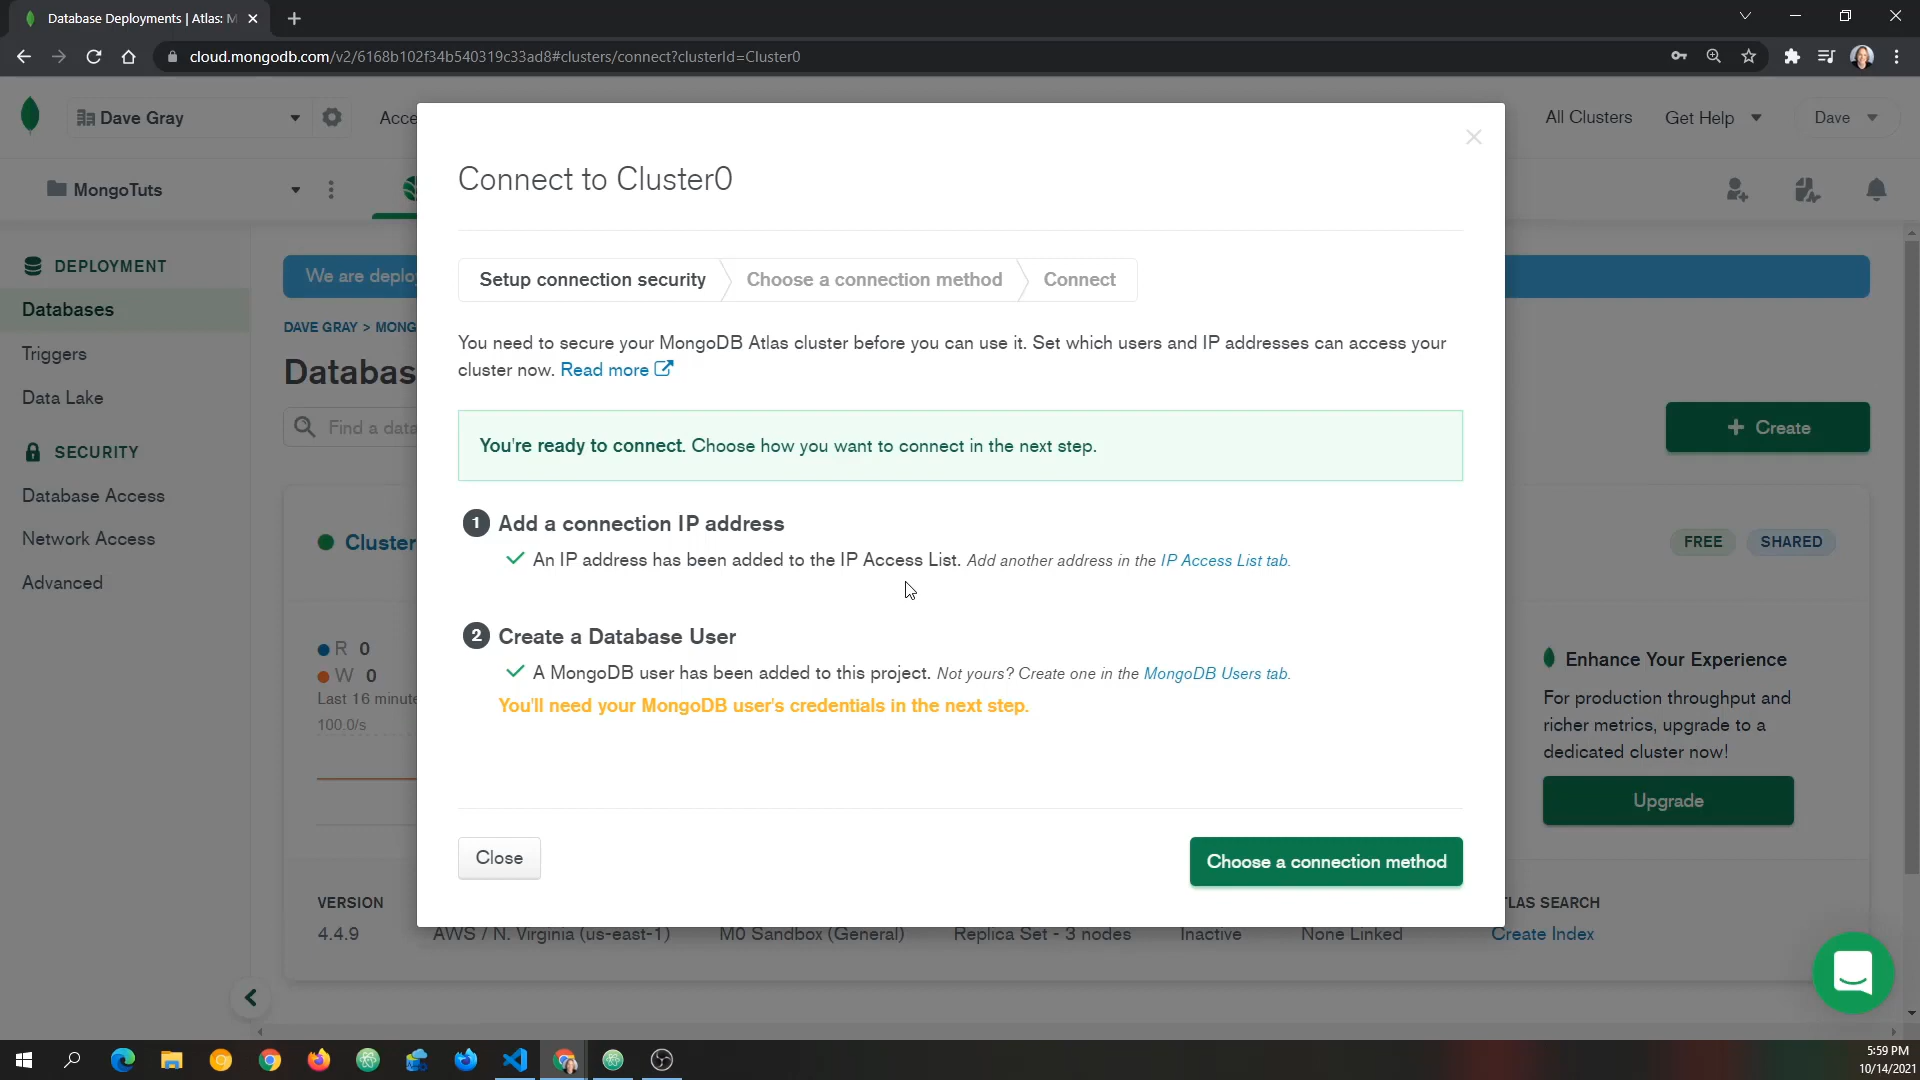 Database Deployments | Atlas: M
cloud.mongodb.com/v2/6168b102f34b540319c33ad8#clusters/connect?clusterId=Cluster0
Dave Gray
Acce
All Clusters
Get Help
Dave
MongoTuts
DEPLOYMENT
Databases
Triggers
Data Lake
SECURITY
Database Access
Network Access
Advanced
We are deplo
DAVE GRAY > MONG
Databas
Find a data
Create
Cluster
FREE
SHARED
R 0
W 0
Last 16 minute
100.0/s
Connect to Cluster0
Setup connection security
Choose a connection method
Connect
You need to secure your MongoDB Atlas cluster before you can use it. Set which users and IP addresses can access your
cluster now. Read more
You're ready to connect. Choose how you want to connect in the next step.
1 Add a connection IP address
An IP address has been added to the IP Access List. Add another address in the IP Access List tab.
2 Create a Database User
A MongoDB user has been added to this project. Not yours? Create one in the MongoDB Users tab.
You'll need your MongoDB user's credentials in the next step.
Close
Choose a connection method
Enhance Your Experience
For production throughput and
richer metrics, upgrade to a
dedicated cluster now!
Upgrade
VERSION
TLAS SEARCH
4.4.9
AWS / N. Virginia (us-east-1)
M0 Sandbox (General)
Replica Set - 3 nodes
Inactive
None Linked
Create Index
5:59 PM
10/14/2021